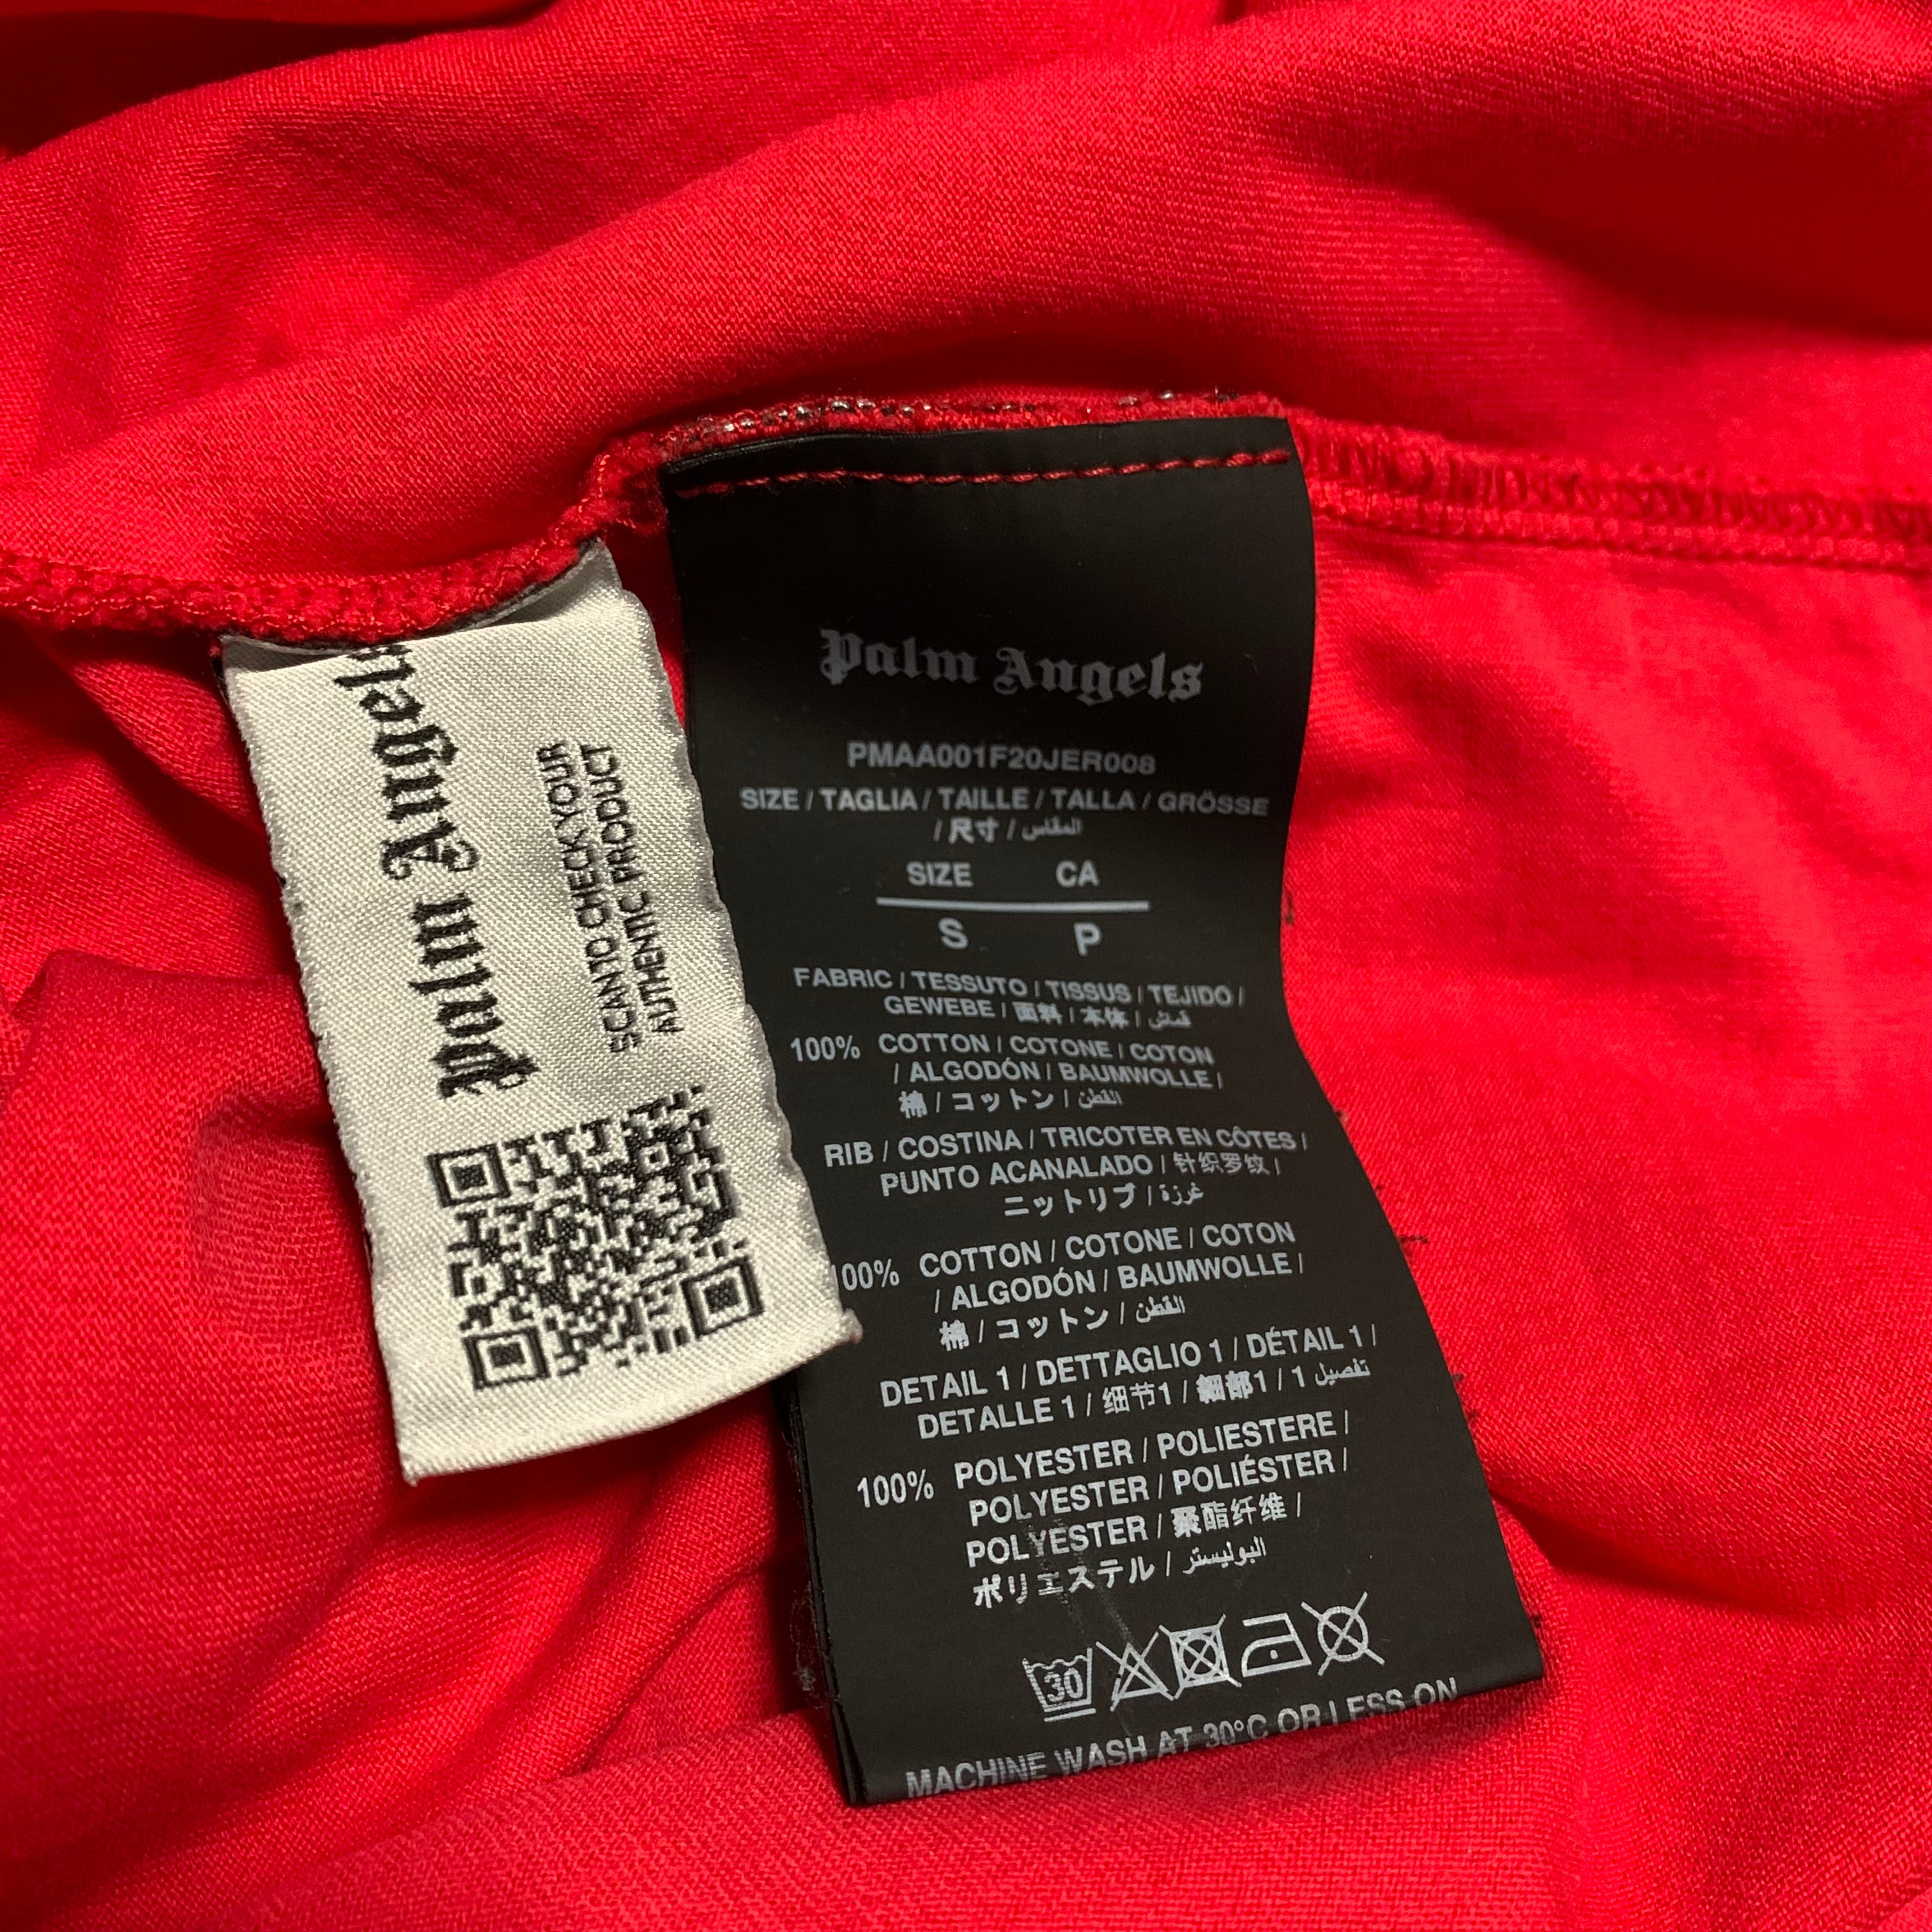 Palm Angels
SCAN TO CHECK YOUR
AUTHENTIC PRODUCT
Palm Angels
PMAA001F20JER008
SIZE / TAGLIA / TAILLE / TALLA / GRÖSSE
/ 尺寸 / المقاس
SIZE CA
S P
FABRIC / TESSUTO / TISSUS / TEJIDO /
GEWEBE / 面料 / 本体 / قماش
100% COTTON / COTONE / COTON
/ ALGODÓN / BAUMWOLLE /
棉 / コットン / القطن
RIB / COSTINA / TRICOTER EN CÔTES /
PUNTO ACANALADO / 针织罗纹 /
ニットリブ / غرزة
00% COTTON / COTONE / COTON
/ ALGODÓN / BAUMWOLLE /
棉 / コットン / القطن
DETAIL 1 / DETTAGLIO 1 / DÉTAIL 1 /
DETALLE 1 / 细节1 / 細部1 / تفصيل 1
100% POLYESTER / POLIESTERE /
POLYESTER / POLIÉSTER /
POLYESTER / 聚酯纤维 /
ポリエステル / البوليستر
30
MACHINE WASH AT 30°C OR LESS ON